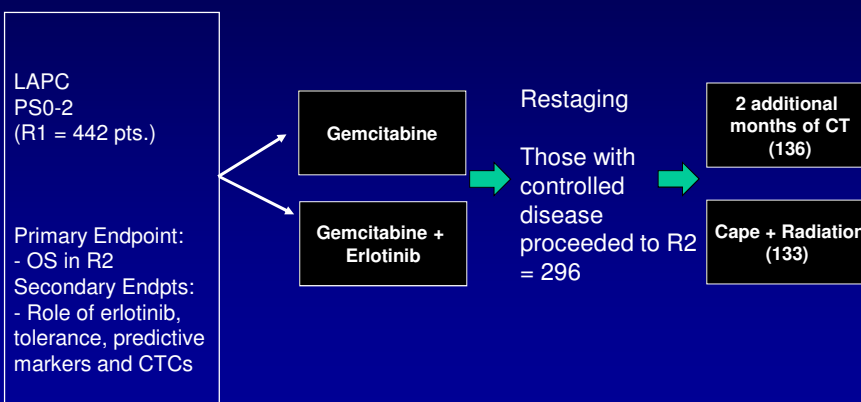 LAPC
PS0-2
(R1 = 442 pts.)
Primary Endpoint:
- OS in R2
Secondary Endpts:
- Role of erlotinib,
tolerance, predictive
markers and CTCs
Gemcitabine
Gemcitabine +
Erlotinib
Restaging
Those with
controlled
disease
proceeded to R2
= 296
2 additional
months of CT
(136)
Cape + Radiation
(133)